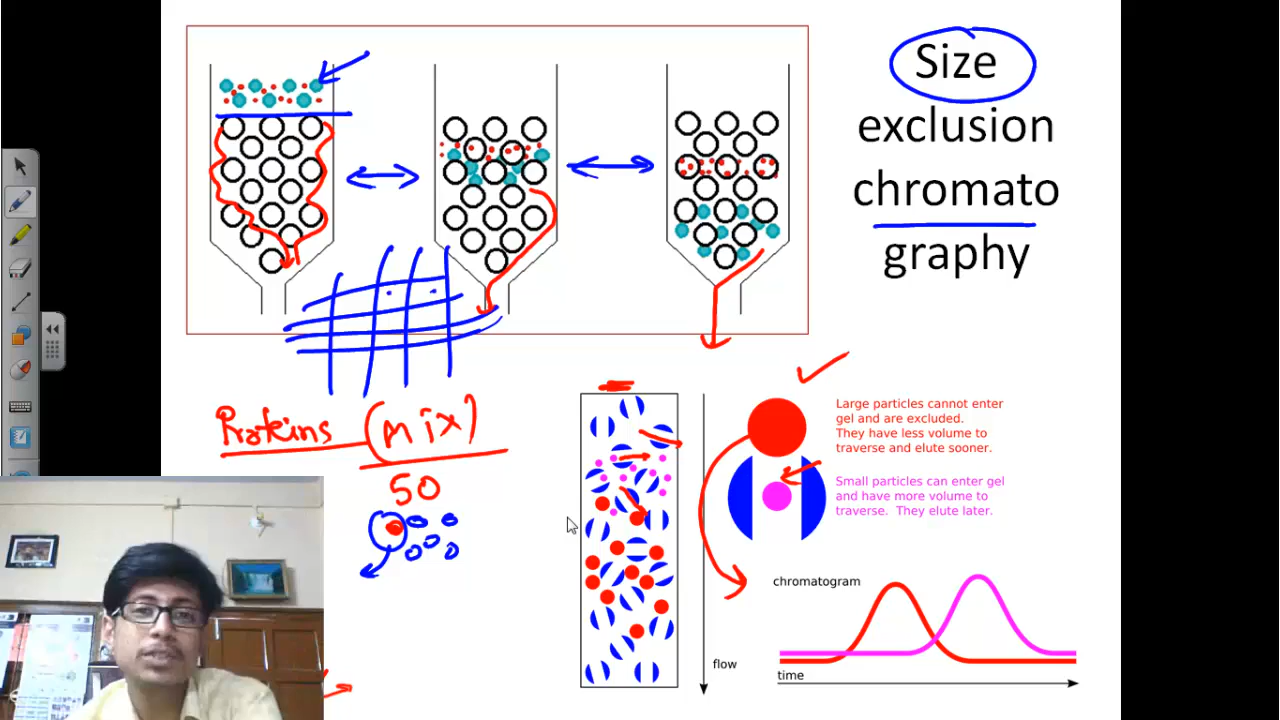 Size
exclusion
chromato
graphy
Proteins (Mix)
50
Large particles cannot enter
gel and are excluded.
They have less volume to
traverse and elute sooner.
Small particles can enter gel
and have more volume to
traverse. They elute later.
chromatogram
flow
time